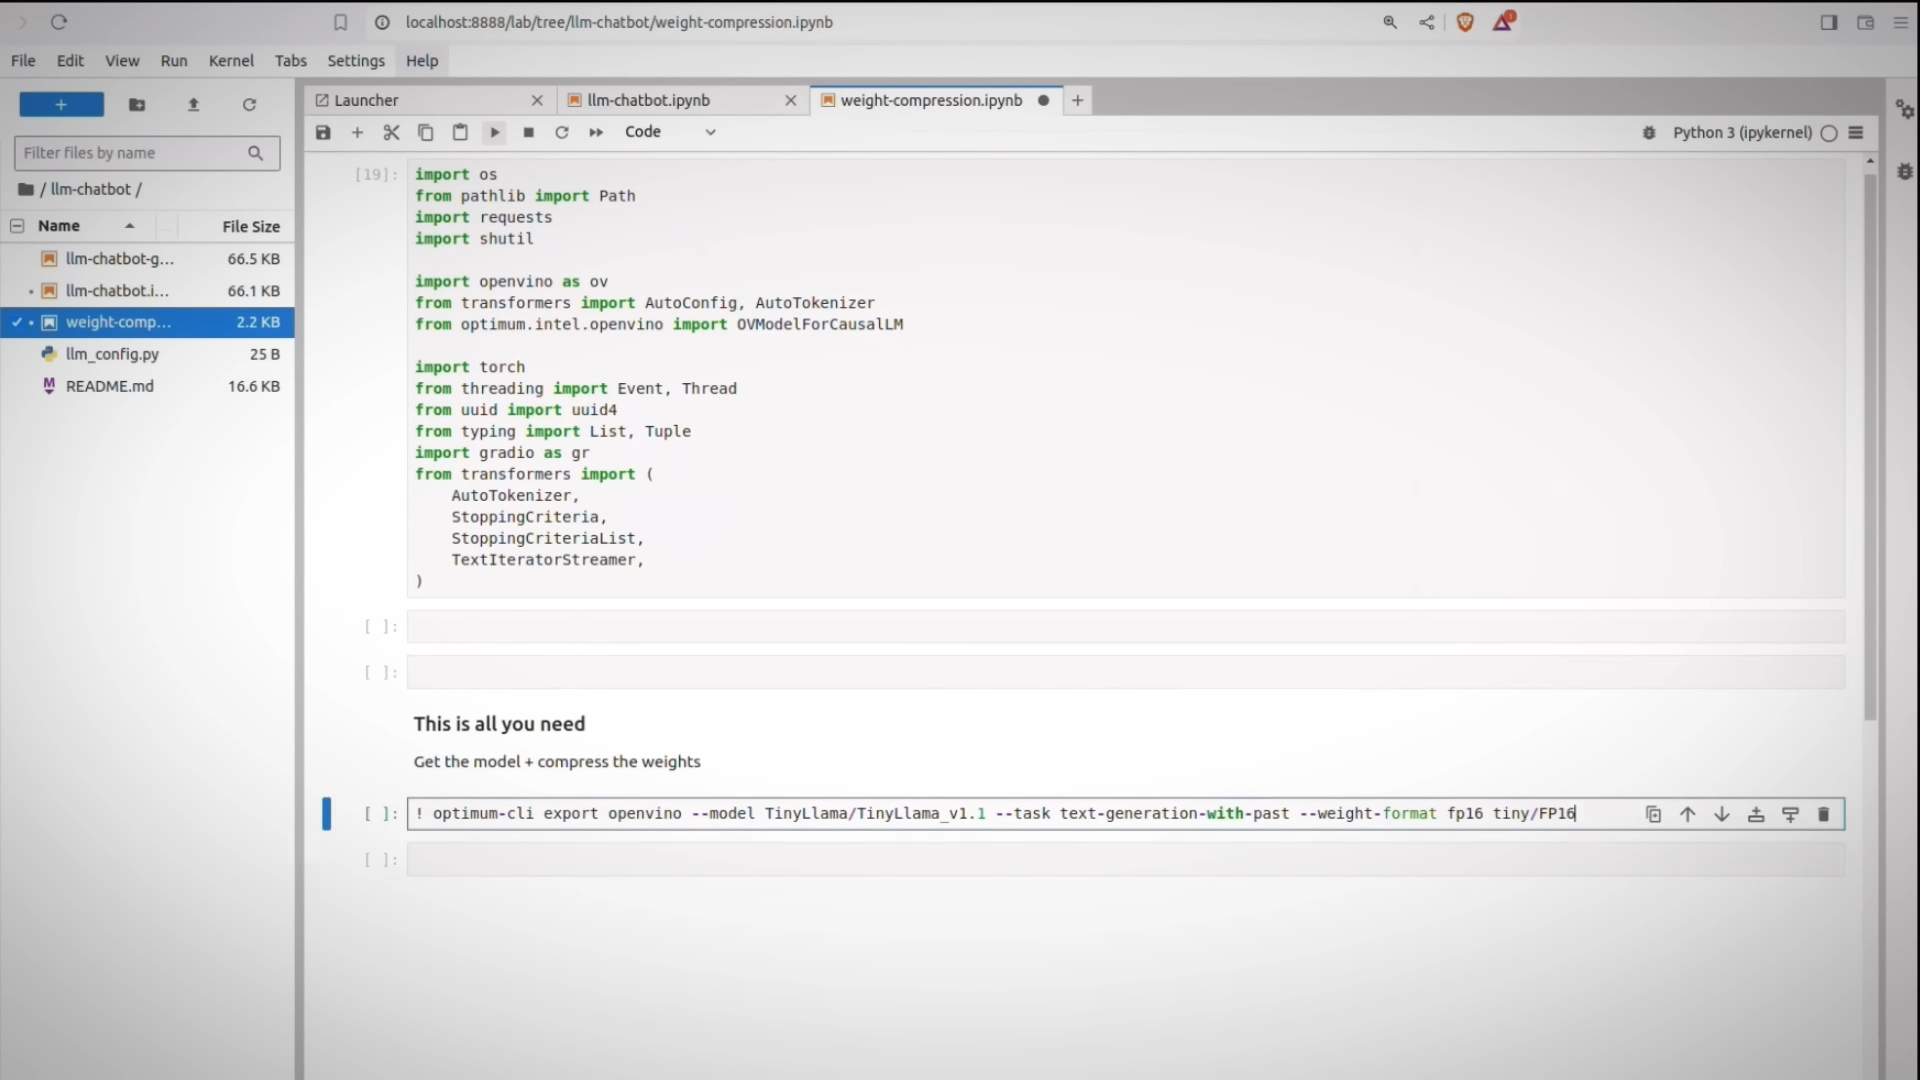 localhost:8888/lab/tree/llm-chatbot/weight-compression.ipynb
File Edit View Run Kernel Tabs Settings Help
+
Filter files by name
/ llm-chatbot /
Name File Size
llm-chatbot-g... 66.5 KB
llm-chatbot.i... 66.1 KB
weight-comp... 2.2 KB
llm_config.py 25 B
README.md 16.6 KB
Launcher llm-chatbot.ipynb weight-compression.ipynb
Code Python 3 (ipykernel)
[19]: import os
from pathlib import Path
import requests
import shutil
import openvino as ov
from transformers import AutoConfig, AutoTokenizer
from optimum.intel.openvino import OVModelForCausalLM
import torch
from threading import Event, Thread
from uuid import uuid4
from typing import List, Tuple
import gradio as gr
from transformers import (
AutoTokenizer,
StoppingCriteria,
StoppingCriteriaList,
TextIteratorStreamer,
)
[ ]:
[ ]:
This is all you need
Get the model + compress the weights
[ ]: ! optimum-cli export openvino --model TinyLlama/TinyLlama_v1.1 --task text-generation-with-past --weight-format fp16 tiny/FP16
[ ]: